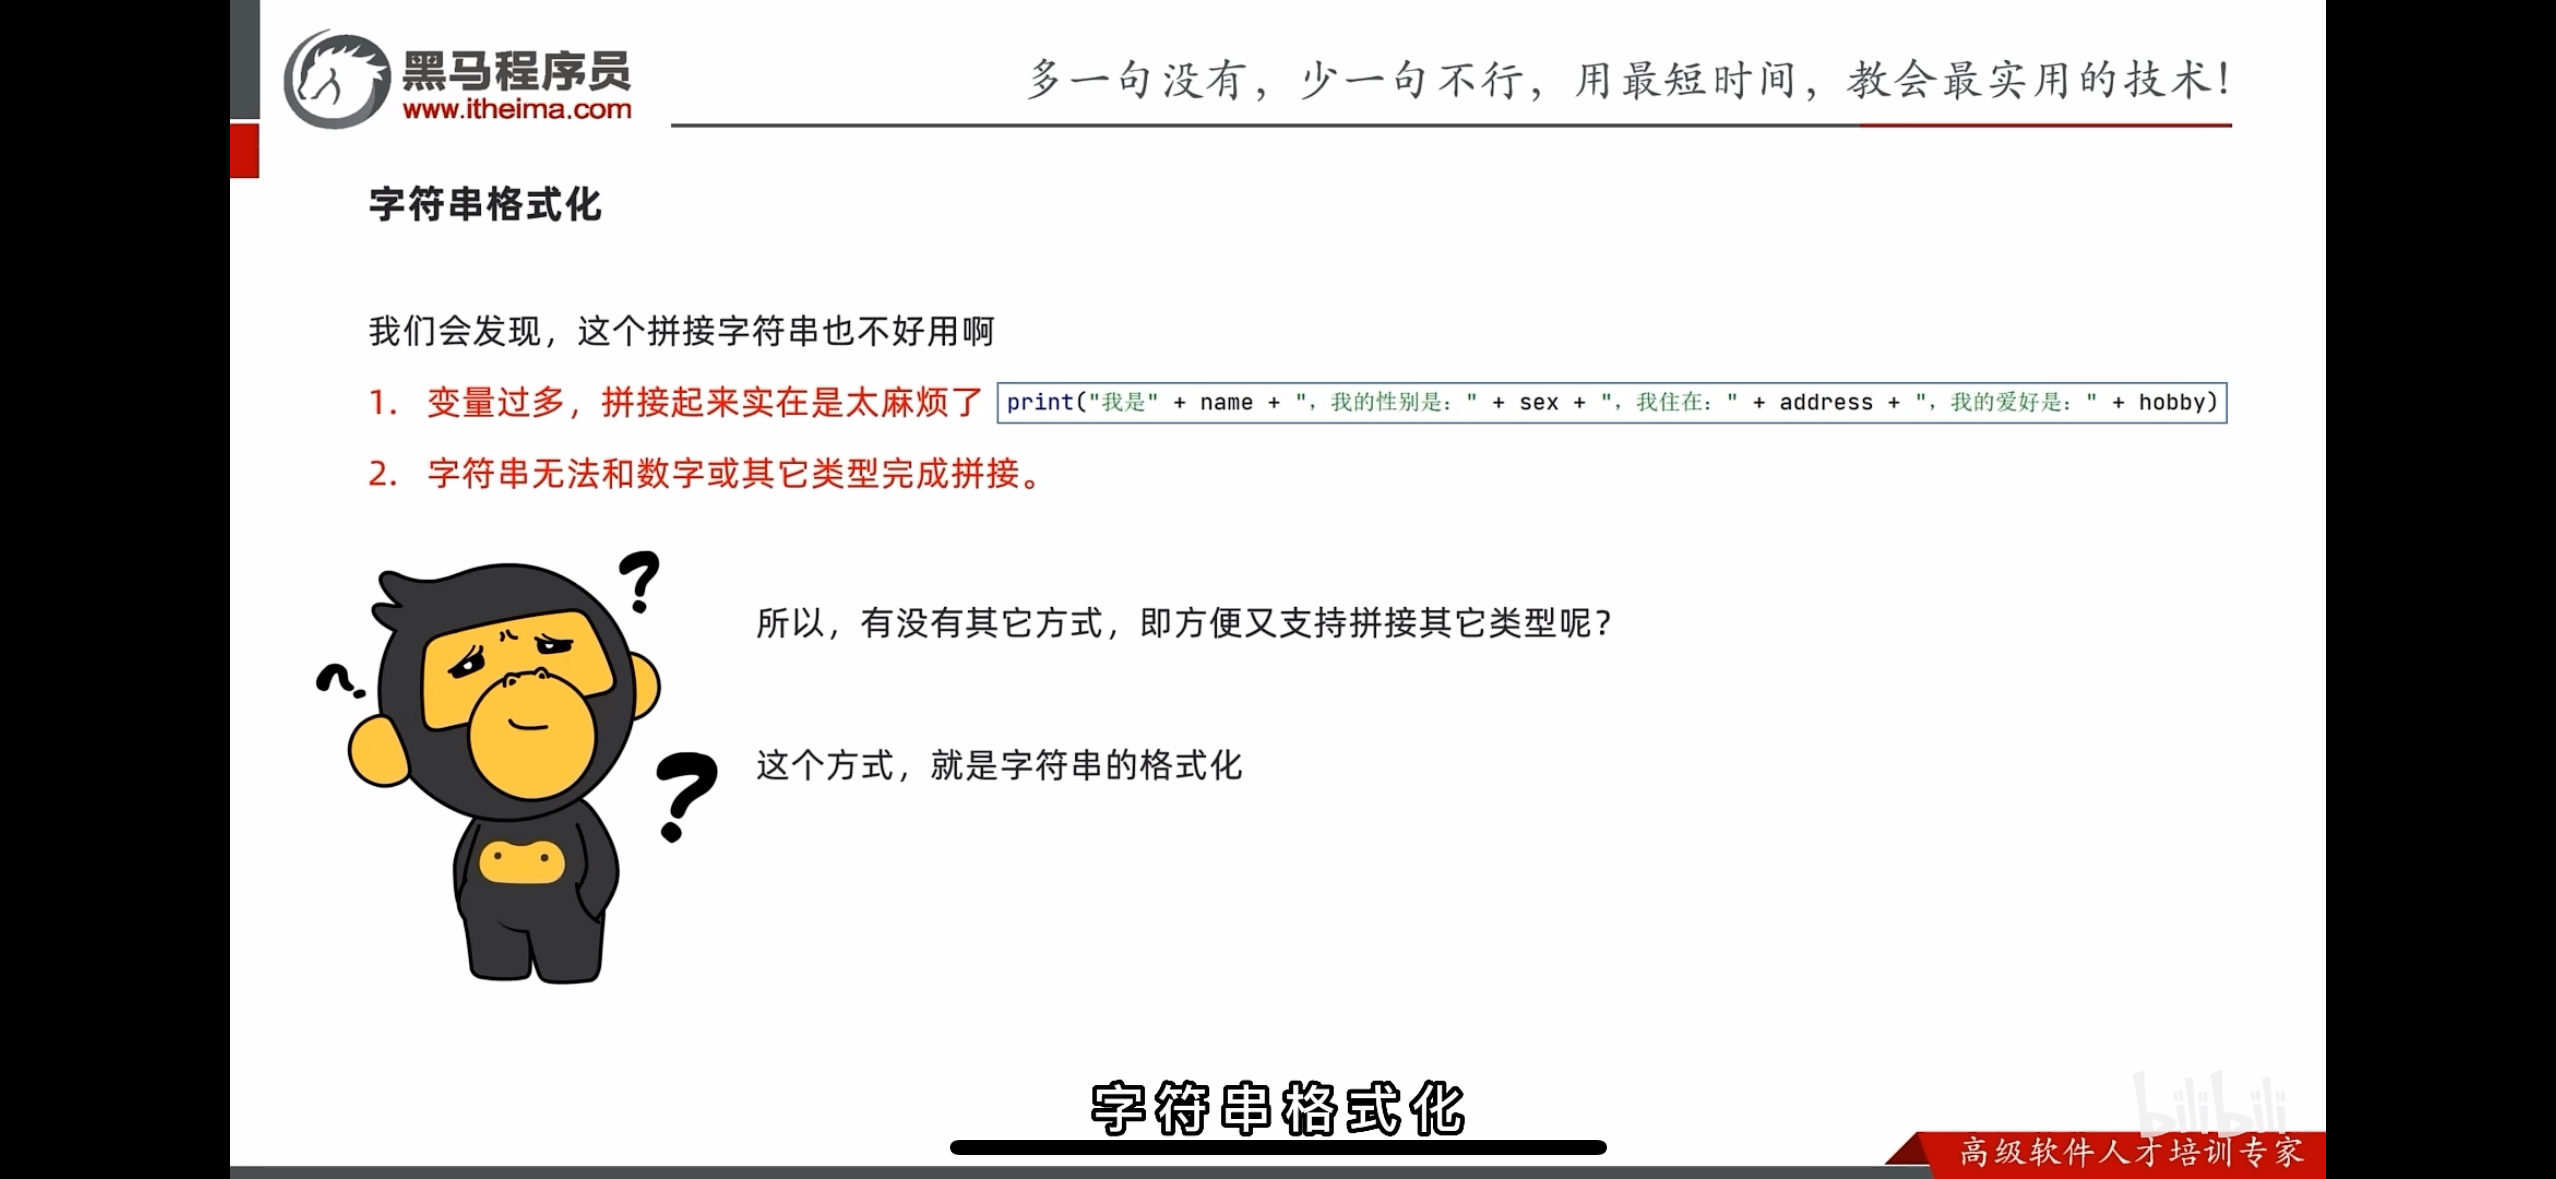 黑马程序员
www.itheima.com
多一句没有，少一句不行，用最短时间，教会最实用的技术！
字符串格式化
我们会发现，这个拼接字符串也不好用啊
1. 变量过多，拼接起来实在是太麻烦了 print("我是" + name + "，我的性别是：" + sex + "，我住在：" + address + "，我的爱好是：" + hobby)
2. 字符串无法和数字或其它类型完成拼接。
所以，有没有其它方式，即方便又支持拼接其它类型呢？
这个方式，就是字符串的格式化
字符串格式化
bilibili
高级软件人才培训专家